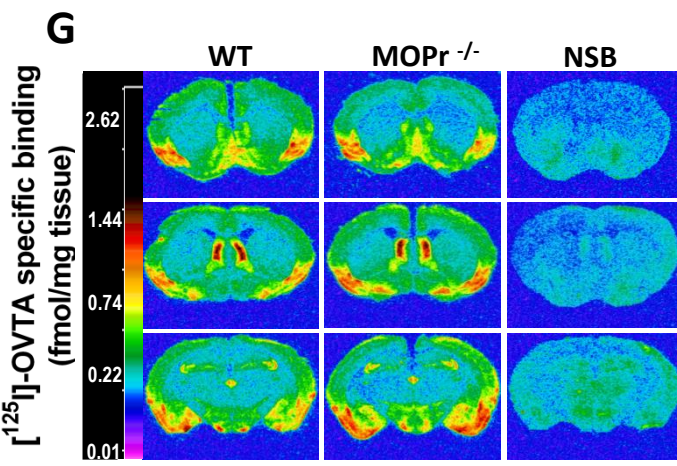 G
WT MOPr -/- NSB
[125I]-OVTA specific binding
(fmol/mg tissue)
2.62
1.44
0.74
0.22
0.01